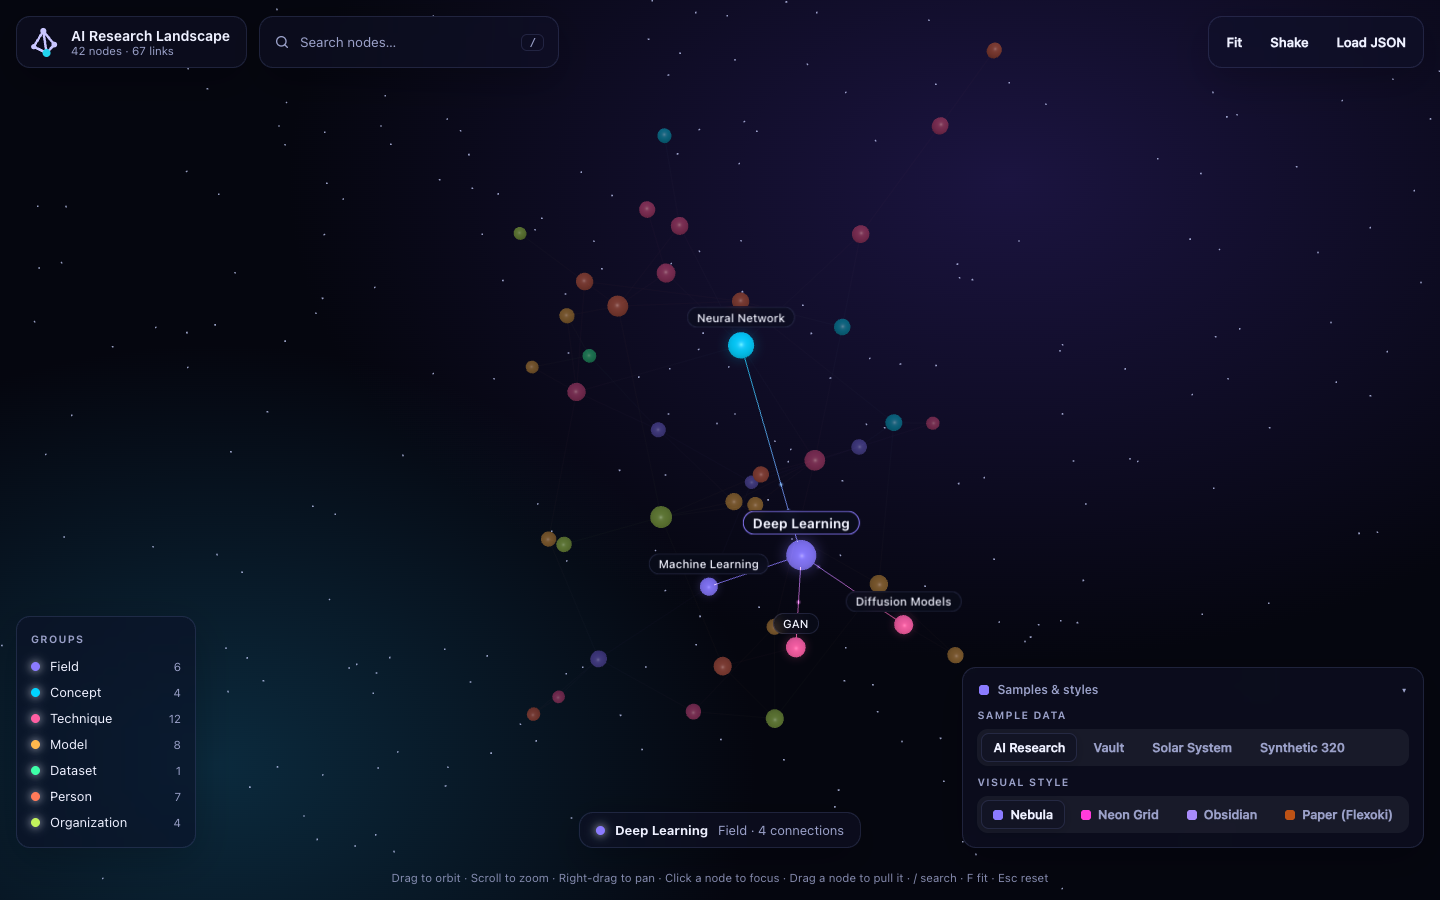 AI Research Landscape
42 nodes · 67 links
Search nodes...
/
Fit
Shake
Load JSON
Neural Network
Deep Learning
Machine Learning
Diffusion Models
GAN
GROUPS
Field 6
Concept 4
Technique 12
Model 8
Dataset 1
Person 7
Organization 4
Samples & styles
SAMPLE DATA
AI Research Vault Solar System Synthetic 320
VISUAL STYLE
Nebula Neon Grid Obsidian Paper (Flexoki)
Deep Learning Field · 4 connections
Drag to orbit · Scroll to zoom · Right-drag to pan · Click a node to focus · Drag a node to pull it · / search · F fit · Esc reset